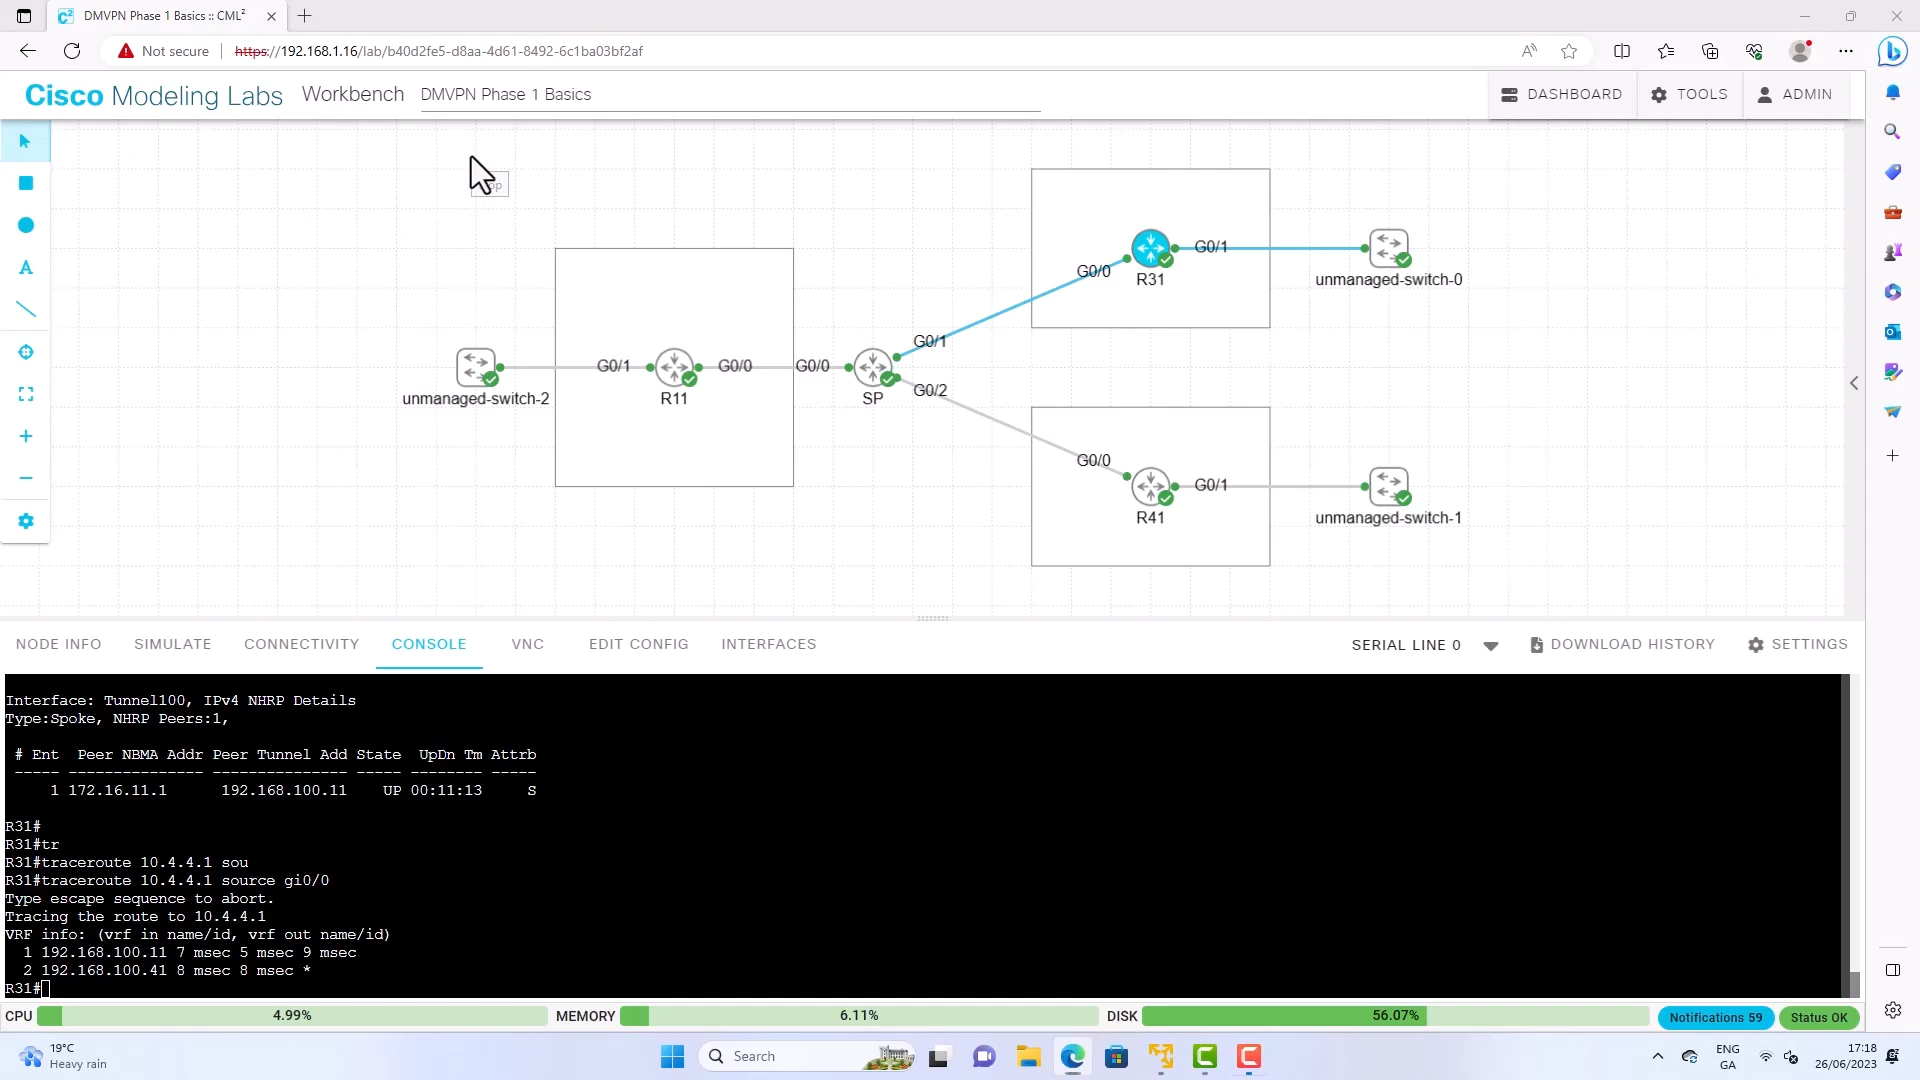 DMVPN Phase 1 Basics :: CML²
Not secure
https://192.168.1.16/lab/b40d2fe5-d8aa-4d61-8492-6c1ba03bf2af
Cisco Modeling Labs Workbench DMVPN Phase 1 Basics
DASHBOARD TOOLS ADMIN
G0/0 G0/1
R31
unmanaged-switch-0
G0/1
G0/1 G0/0 G0/0
G0/2
unmanaged-switch-2 R11 SP
G0/0
G0/1
R41 unmanaged-switch-1
NODE INFO SIMULATE CONNECTIVITY CONSOLE VNC EDIT CONFIG INTERFACES SERIAL LINE 0 DOWNLOAD HISTORY SETTINGS
Interface: Tunnel100, IPv4 NHRP Details
Type:Spoke, NHRP Peers:1,
# Ent  Peer NBMA Addr Peer Tunnel Add State  UpDn Tm Attrb
----- --------------- --------------- ----- -------- -----
1 172.16.11.1      192.168.100.11    UP 00:11:13     S
R31#
R31#tr
R31#traceroute 10.4.4.1 sou
R31#traceroute 10.4.4.1 source gi0/0
Type escape sequence to abort.
Tracing the route to 10.4.4.1
VRF info: (vrf in name/id, vrf out name/id)
1 192.168.100.11 7 msec 5 msec 9 msec
2 192.168.100.41 8 msec 8 msec *
R31#
CPU 4.99% MEMORY 6.11% DISK 56.07% Notifications 59 Status OK
19°C
Heavy rain
Search
ENG
GA
17:18
26/06/2023